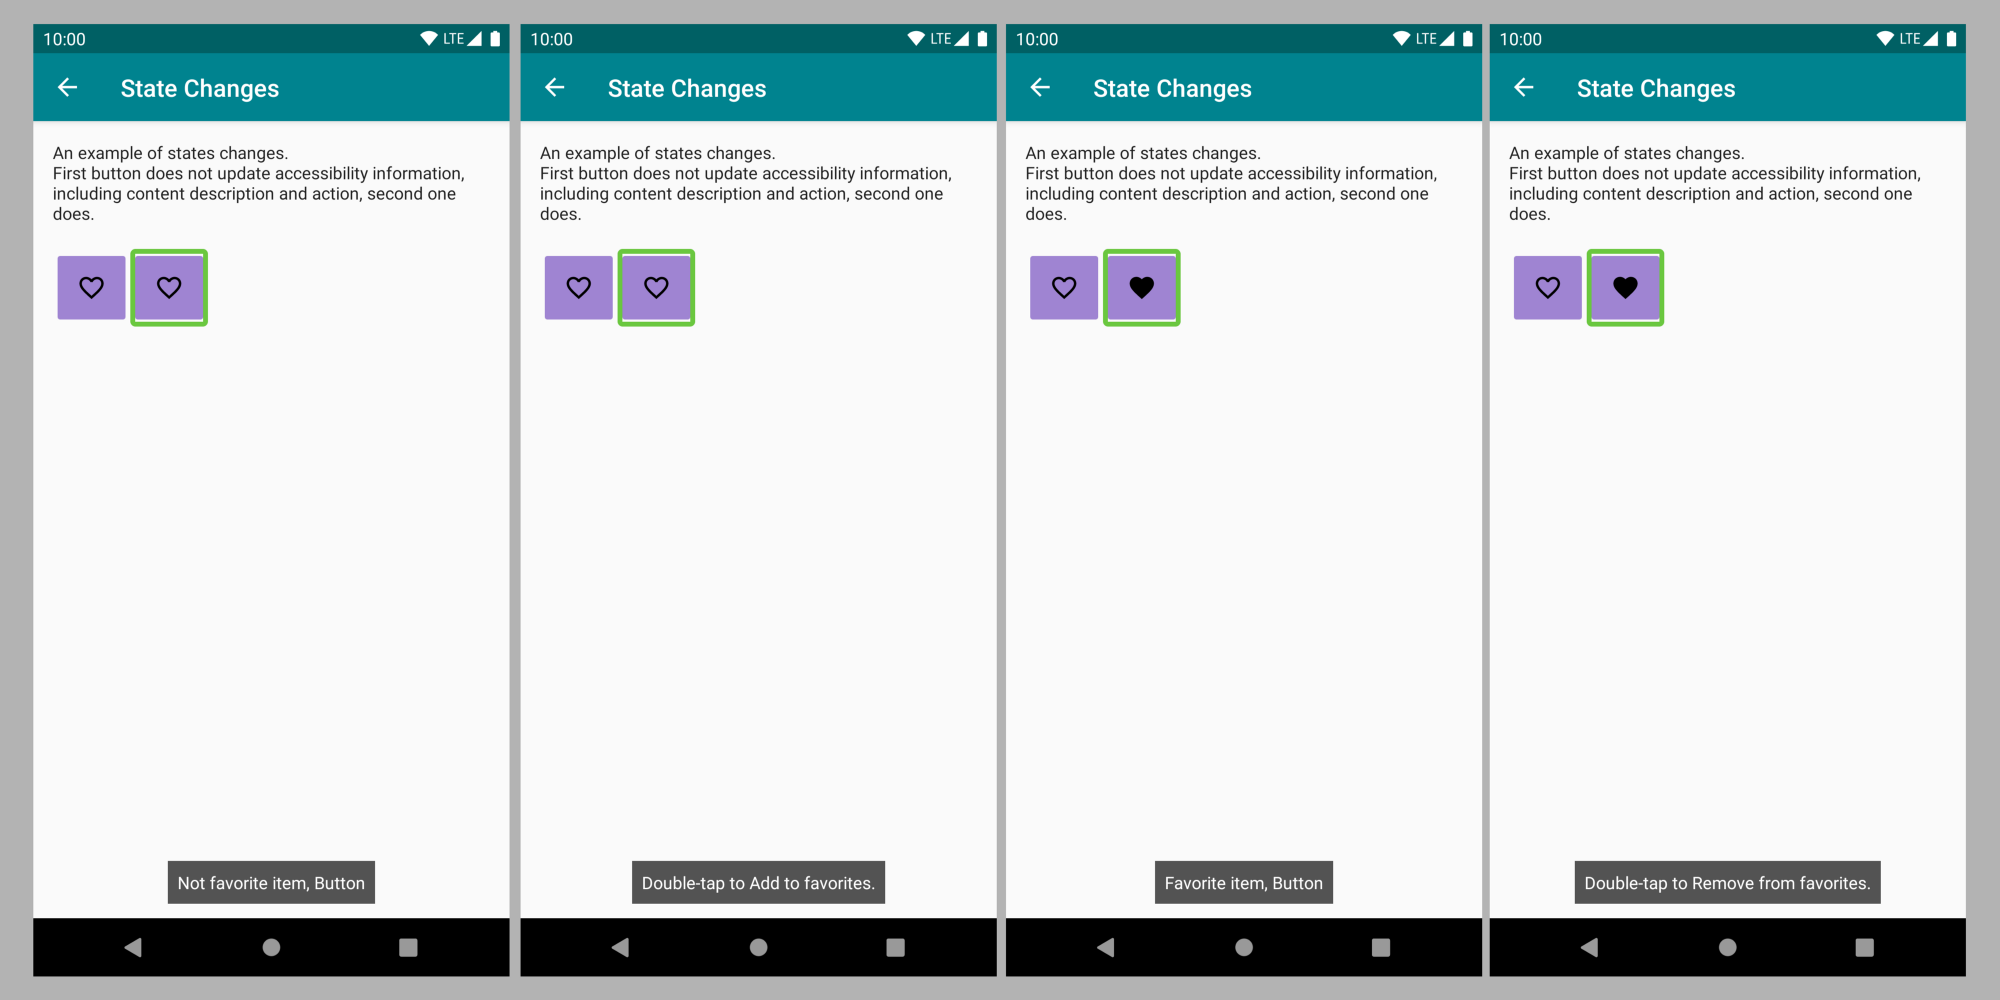 10:00 LTE
State Changes
An example of states changes.
First button does not update accessibility information,
including content description and action, second one
does.
Not favorite item, Button
10:00 LTE
State Changes
An example of states changes.
First button does not update accessibility information,
including content description and action, second one
does.
Double-tap to Add to favorites.
10:00 LTE
State Changes
An example of states changes.
First button does not update accessibility information,
including content description and action, second one
does.
Favorite item, Button
10:00 LTE
State Changes
An example of states changes.
First button does not update accessibility information,
including content description and action, second one
does.
Double-tap to Remove from favorites.